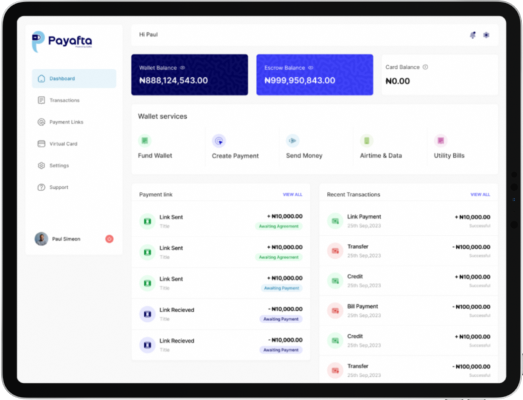 Payafta
Hi Paul
Dashboard
Transactions
Payment Links
Virtual Card
Settings
Support
Paul Simeon
Wallet Balance
₦888,124,543.00
Escrow Balance
₦999,950,843.00
Card Balance
₦0.00
Wallet services
Fund Wallet
Create Payment
Send Money
Airtime & Data
Utility Bills
Payment link
VIEW ALL
Link Sent
+ ₦10,000.00
Title
Awaiting Agreement
Link Sent
+ ₦10,000.00
Title
Awaiting Agreement
Link Sent
+ ₦10,000.00
Title
Awaiting Payment
Link Recieved
- ₦10,000.00
Title
Awaiting Payment
Link Recieved
- ₦10,000.00
Title
Awaiting Payment
Recent Transactions
VIEW ALL
Link Payment
+ ₦10,000.00
25th Sep,2023
Successful
Transfer
- ₦100,000.00
25th Sep,2023
Successful
Credit
+ ₦10,000.00
25th Sep,2023
Successful
Bill Payment
- ₦100,000.00
25th Sep,2023
Successful
Credit
+ ₦10,000.00
25th Sep,2023
Successful
Transfer
- ₦100,000.00
25th Sep,2023
Successful